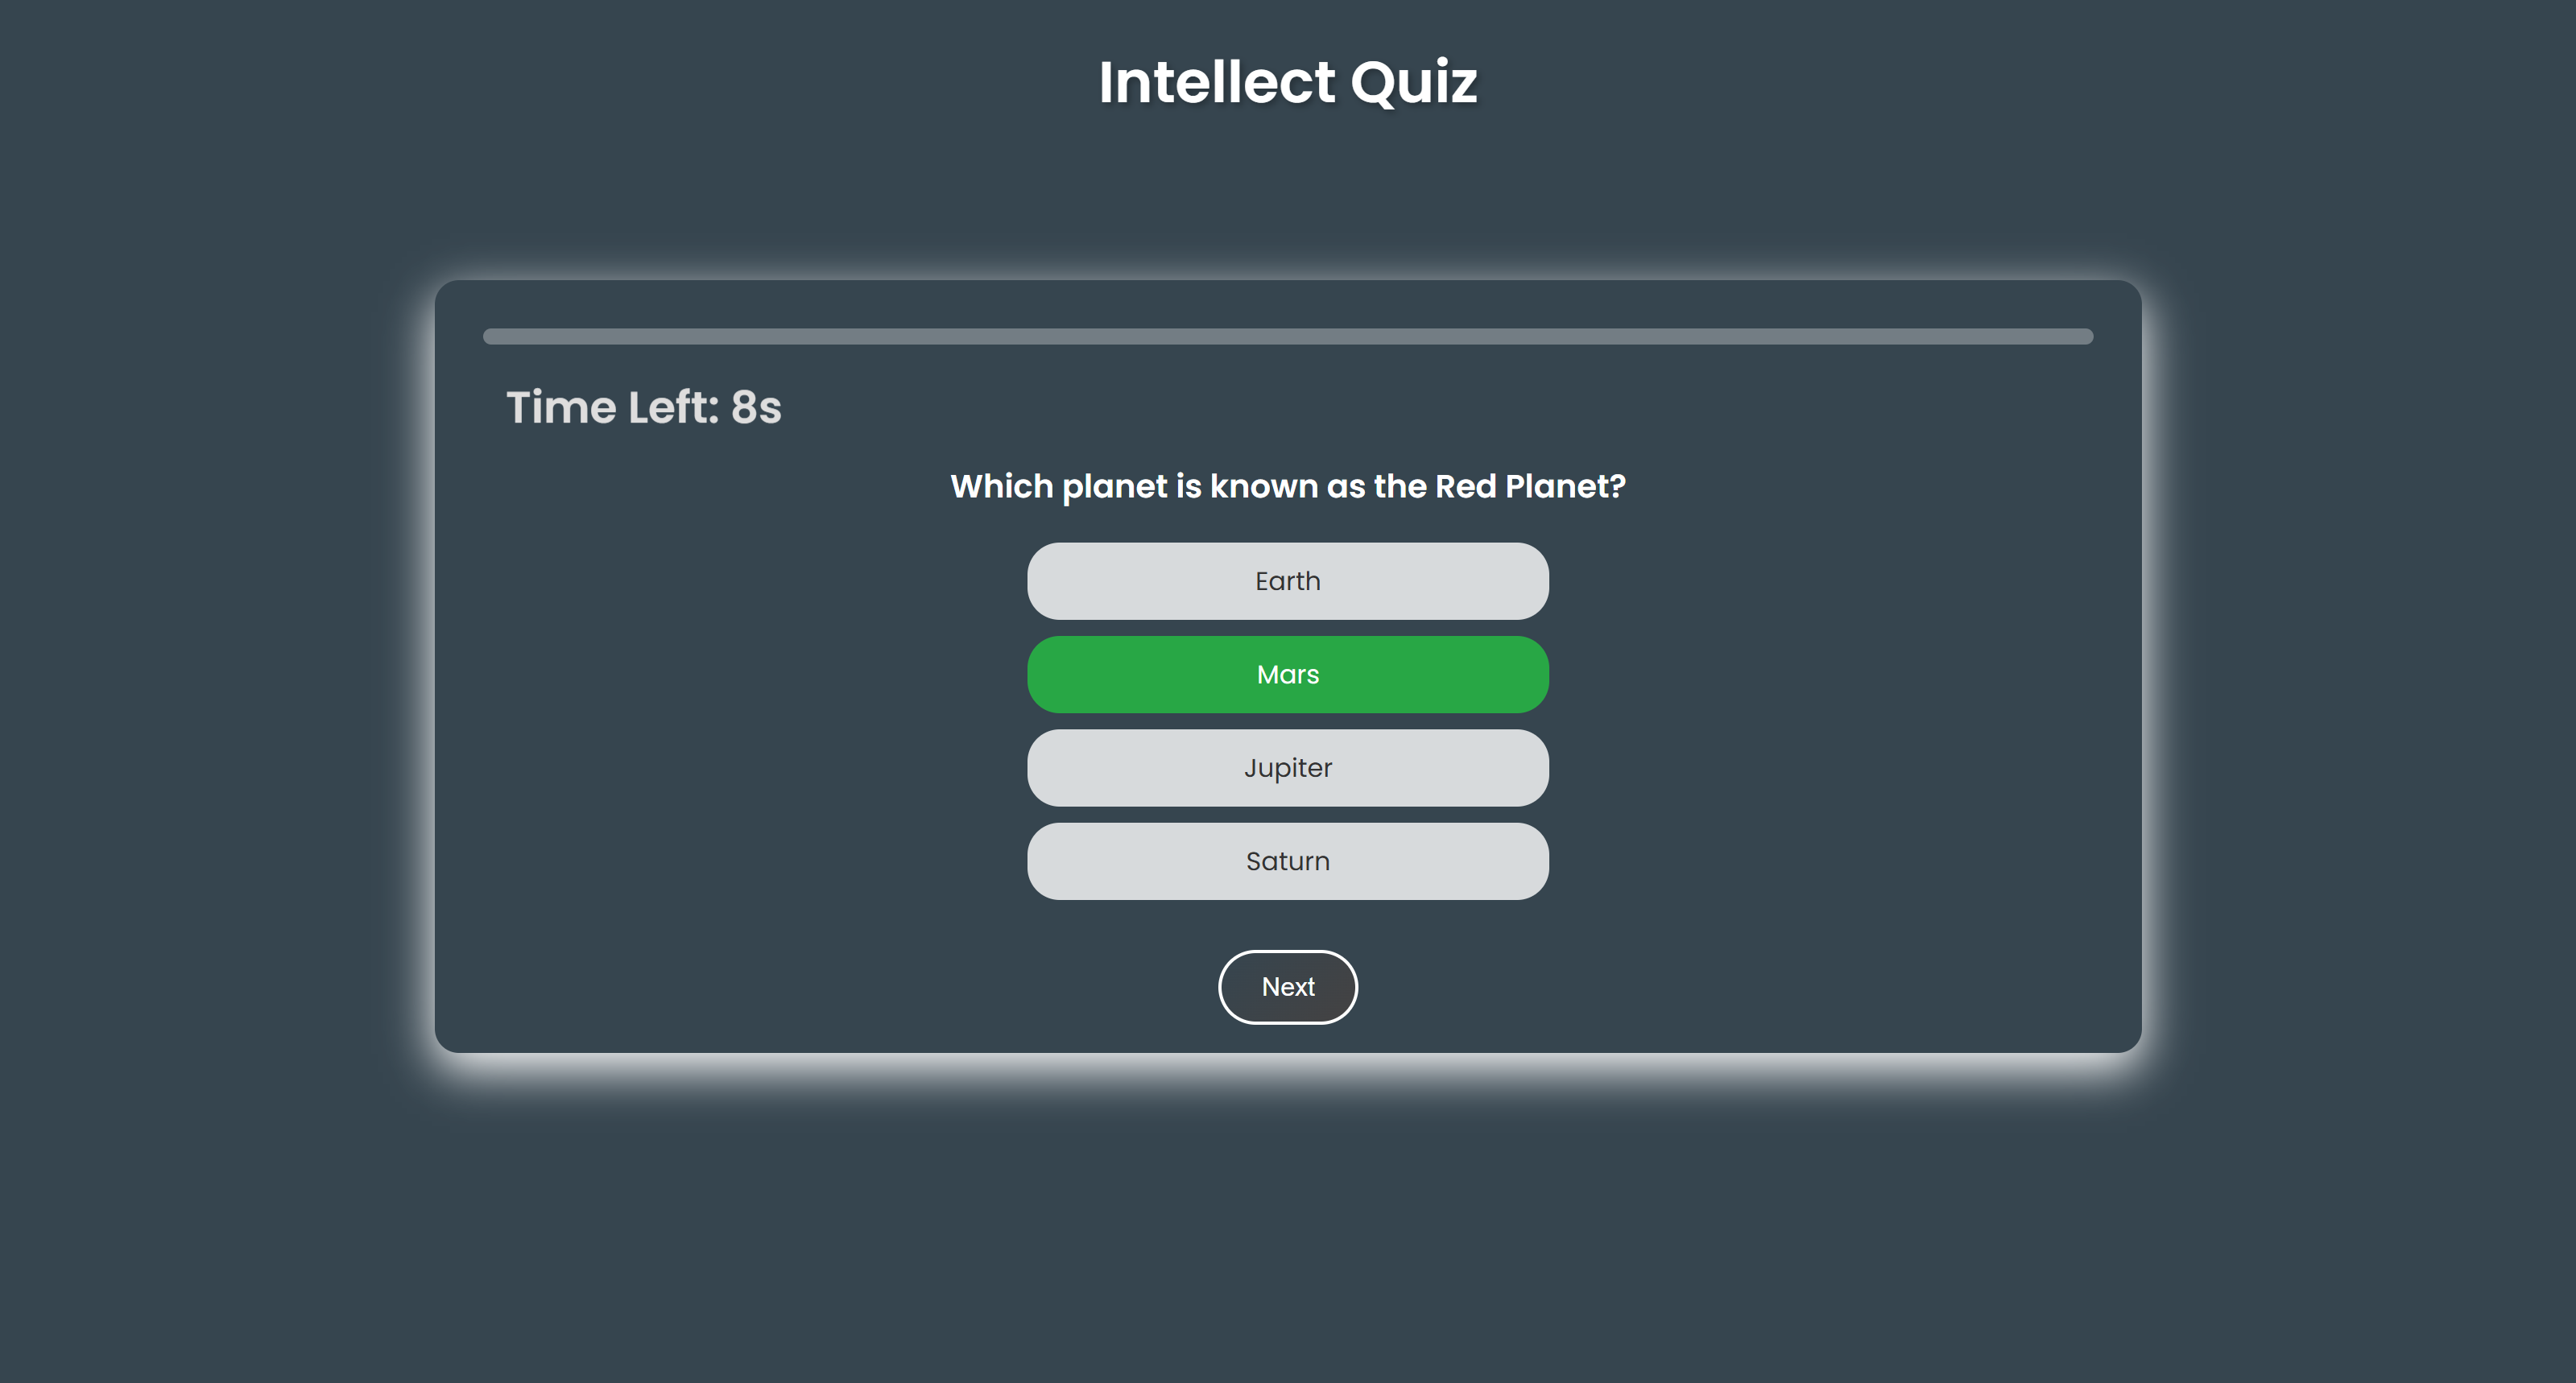 Intellect Quiz
Time Left: 8s
Which planet is known as the Red Planet?
Earth
Mars
Jupiter
Saturn
Next